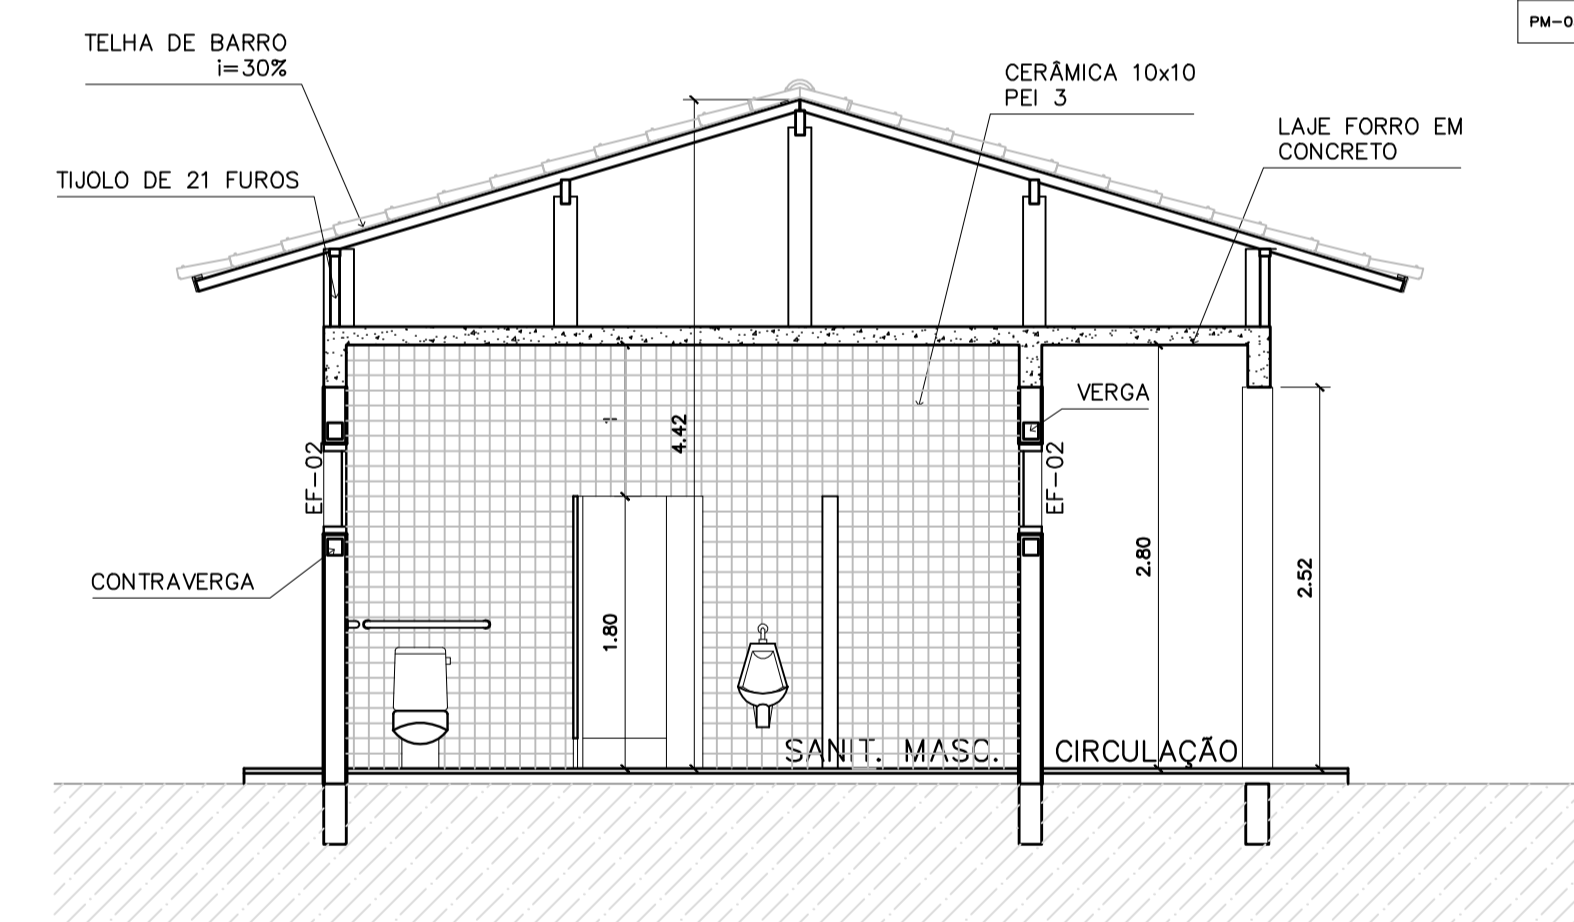 PM-0
TELHA DE BARRO
i=30%
CERÂMICA 10x10
PEI 3
LAJE FORRO EM
CONCRETO
TIJOLO DE 21 FUROS
VERGA
4.42
EF-02
EF-02
2.80
2.52
CONTRAVERGA
1.80
SANIT. MASC.
CIRCULAÇÃO